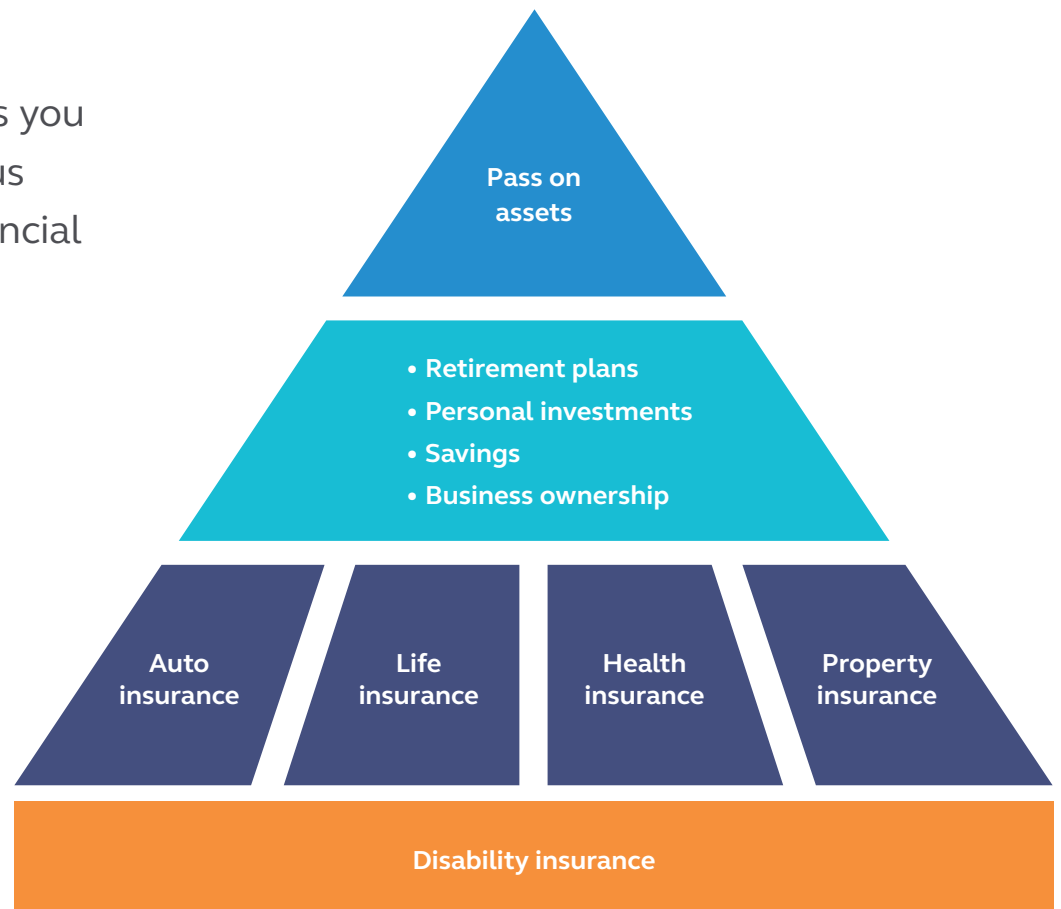 s you
us
ncial
Pass on
assets
• Retirement plans
• Personal investments
• Savings
• Business ownership
Auto
insurance
Life
insurance
Health
insurance
Property
insurance
Disability insurance